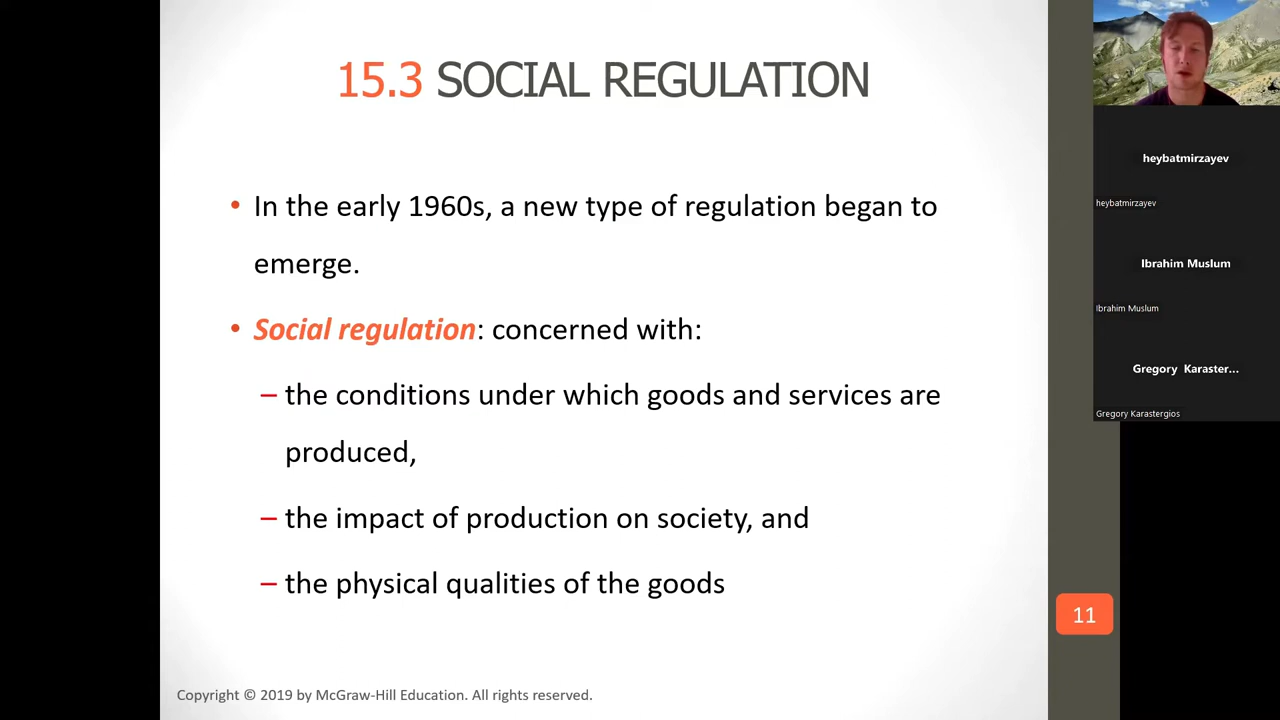 15.3 SOCIAL REGULATION
• In the early 1960s, a new type of regulation began to
emerge.
• Social regulation: concerned with:
– the conditions under which goods and services are
produced,
– the impact of production on society, and
– the physical qualities of the goods
11
Copyright © 2019 by McGraw-Hill Education. All rights reserved.
heybatmirzayev
heybatmirzayev
Ibrahim Muslum
Ibrahim Muslum
Gregory Karaster...
Gregory Karastergios